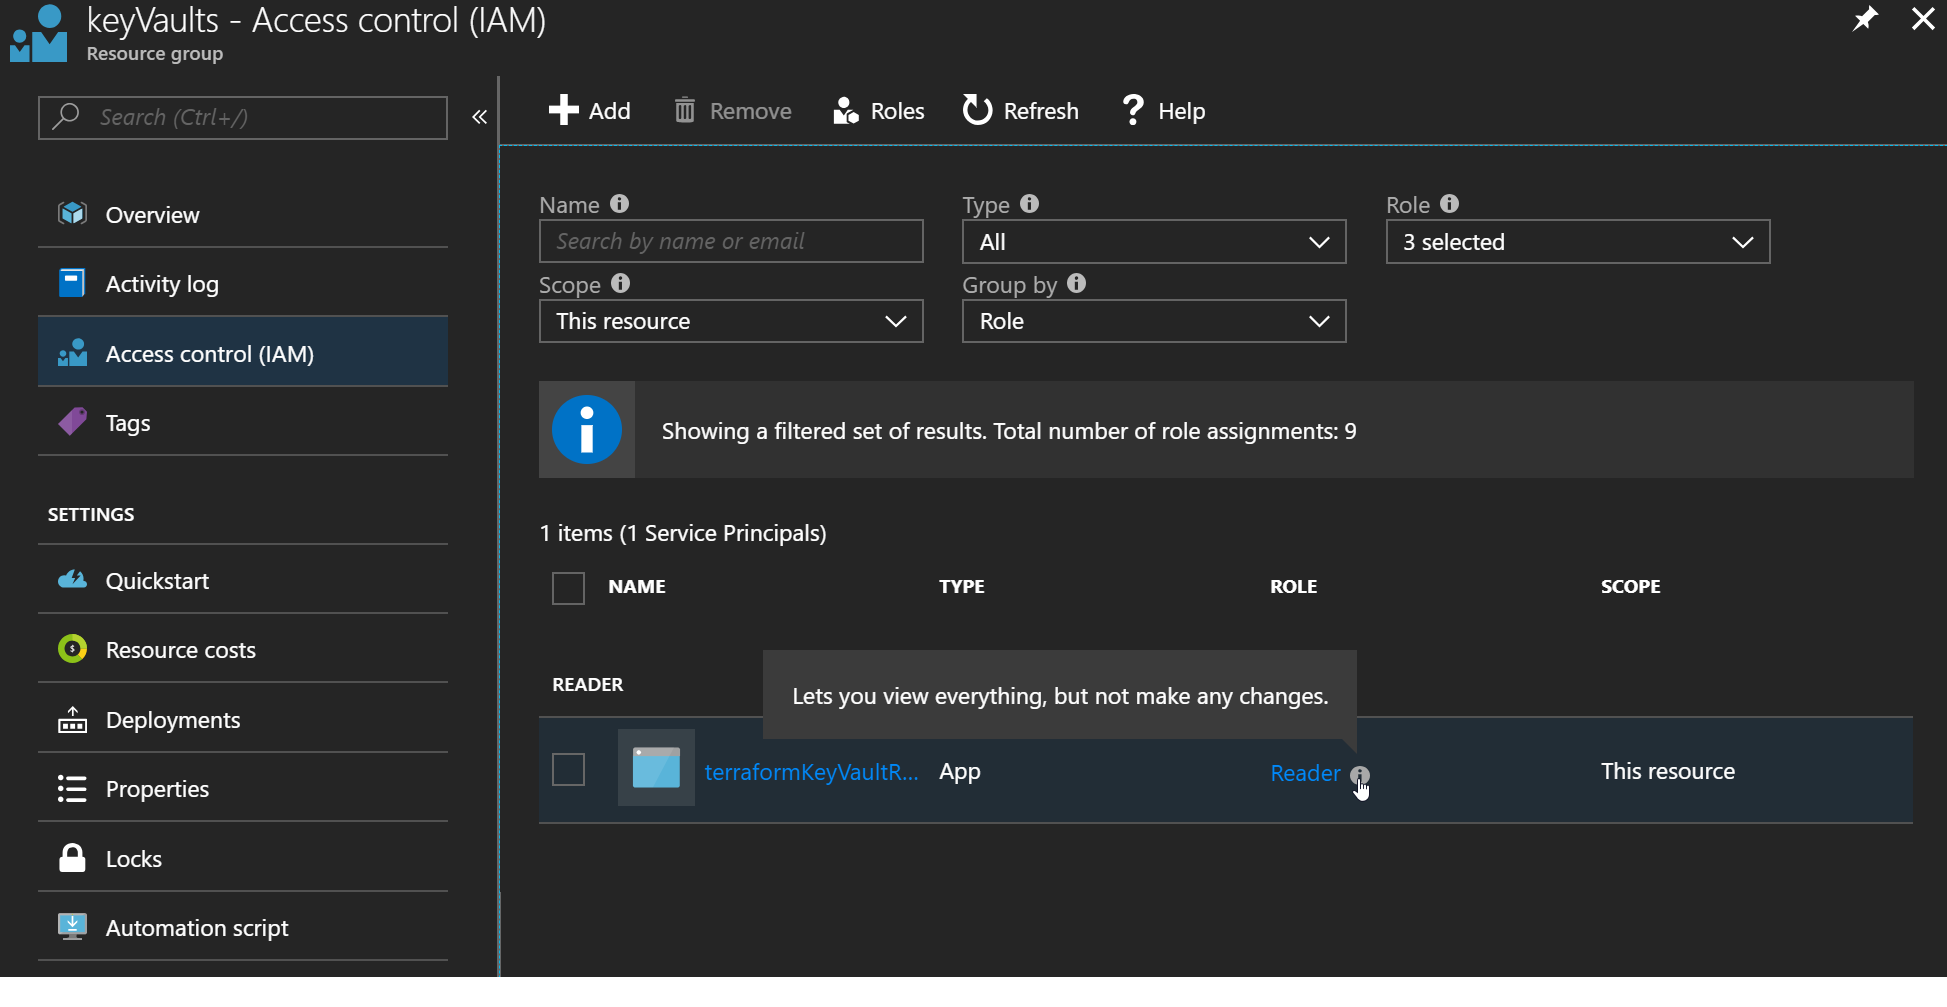 keyVaults - Access control (IAM)
Resource group
Search (Ctrl+/)
«
Overview
Activity log
Access control (IAM)
Tags
SETTINGS
Quickstart
Resource costs
Deployments
Properties
Locks
Automation script
Add
Remove
Roles
Refresh
? Help
Name
Search by name or email
Type
All
Role
3 selected
Scope
This resource
Group by
Role
Showing a filtered set of results. Total number of role assignments: 9
1 items (1 Service Principals)
NAME TYPE ROLE SCOPE
READER
Lets you view everything, but not make any changes.
terraformKeyVaultR... App Reader This resource